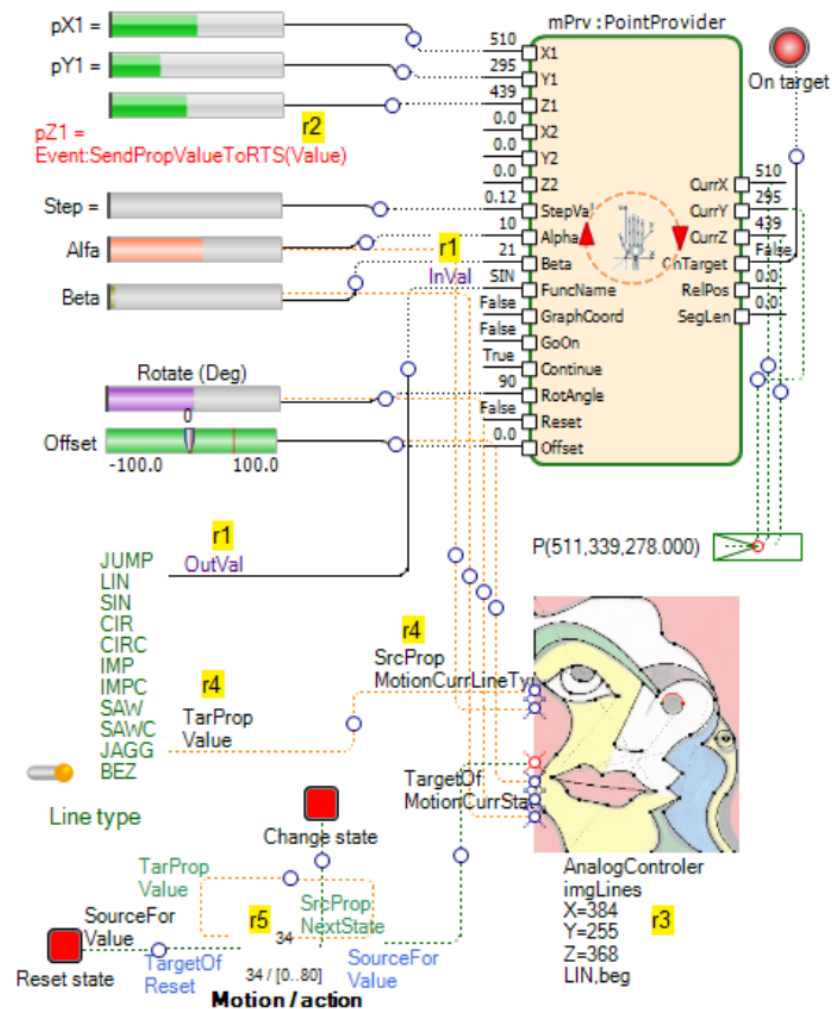 mPrv : PointProvider
pX1 =
pY1 =
r2
pZ1 =
Event:SendPropValueToRTS(Value)
510
X1
295
Y1
439
Z1
0.0
X2
0.0
Y2
0.0
Z2
0.12
StepVal
10
Alpha
21
Beta
SIN
FuncName
False
GraphCoord
False
GoOn
True
Continue
90
RotAngle
False
Reset
0.0
Offset
On target
510
CurrX
295
CurrY
439
CurrZ
False
OnTarget
0.0
RelPos
0.0
SegLen
Step =
Alfa
r1
InVal
Beta
Rotate (Deg)
0
Offset
-100.0 100.0
r1
OutVal
JUMP
LIN
SIN
CIR
CIRC
IMP
IMPC
SAW
SAWC
JAGG
BEZ
Line type
P(511,339,278.000)
r4
SrcProp
MotionCurrLineTy
r4
TarProp
Value
TargetOf
MotionCurrStat
Change state
TarProp
Value
SrcProp
NextState
r5
34
SourceFor
Value
TargetOf
Reset
Reset state
34 / [0..80]
SourceFor
Value
Motion / action
AnalogControler
imgLines
X=384
Y=255
Z=368
LIN,beg
r3